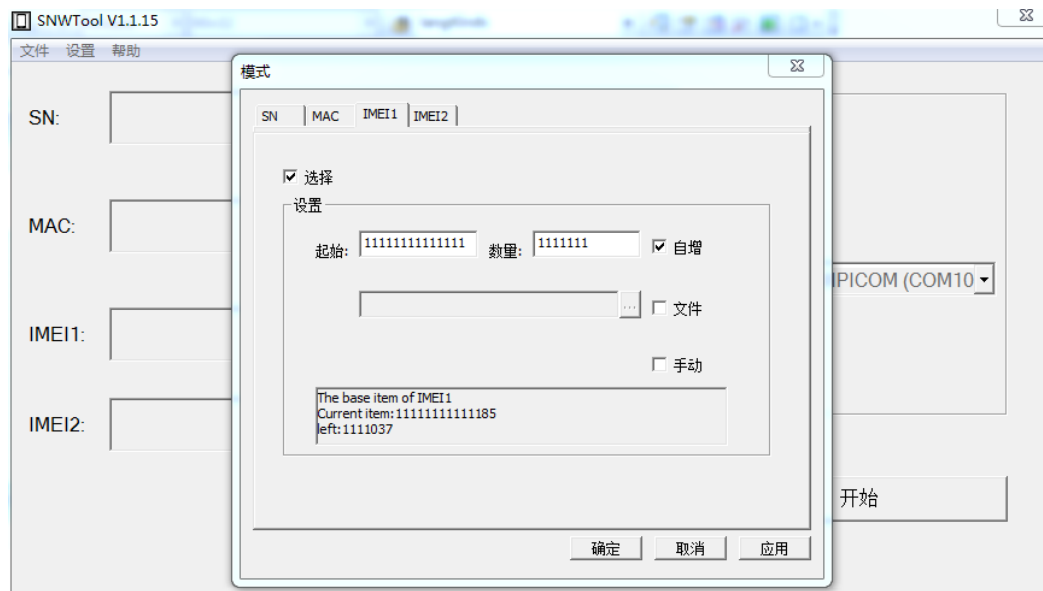 SNWTool V1.1.15
文件 设置 帮助
模式
SN MAC IMEI1 IMEI2
选择
设置
起始: 11111111111111 数量: 1111111 自增
... 文件
手动
The base item of IMEI1
Current item:11111111111185
left:1111037
确定 取消 应用
SN:
MAC:
IMEI1:
IMEI2:
IPICOM (COM10
开始